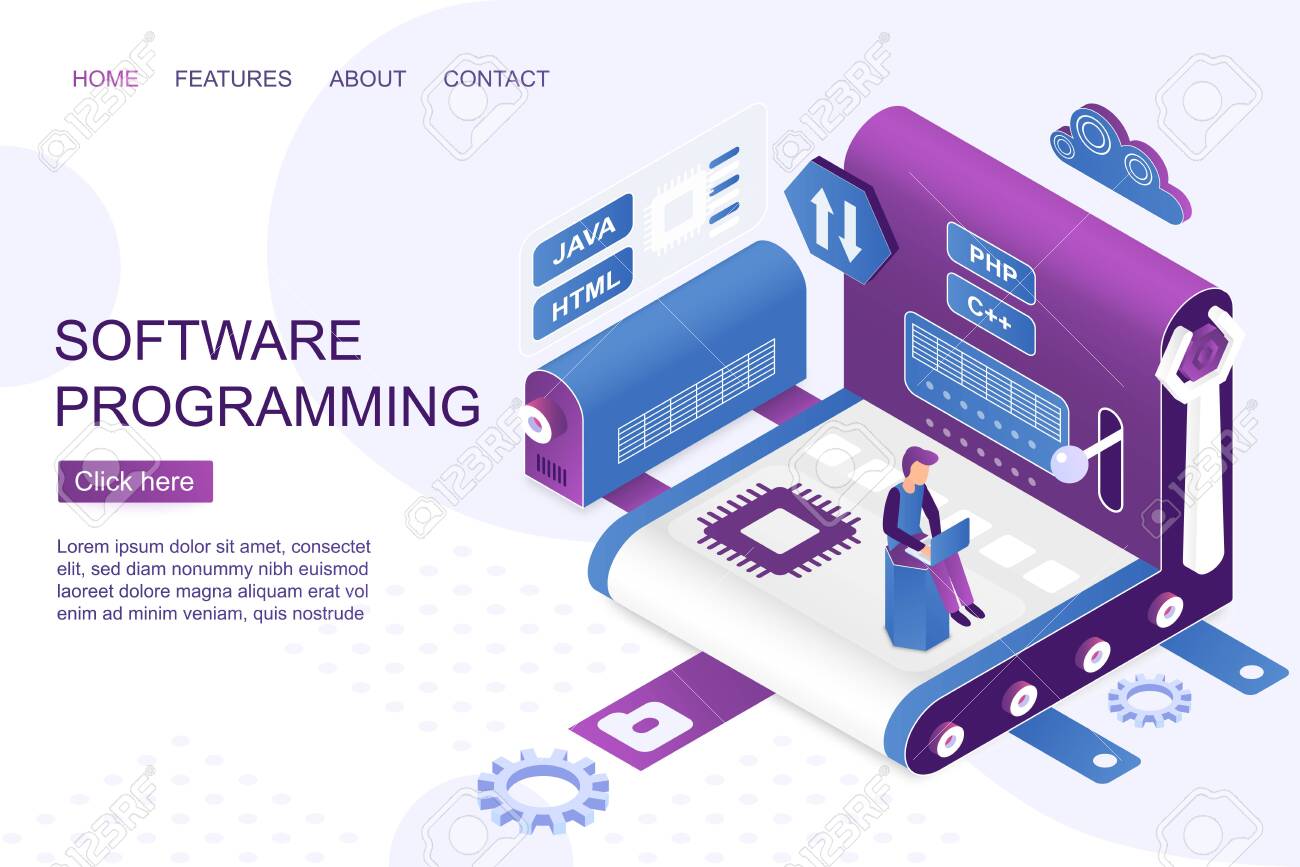 HOME FEATURES ABOUT CONTACT
JAVA
HTML
PHP
C++
SOFTWARE
PROGRAMMING
Click here
Lorem ipsum dolor sit amet, consectet
elit, sed diam nonummy nibh euismod
laoreet dolore magna aliquam erat vol
enim ad minim veniam, quis nostrude
123RF